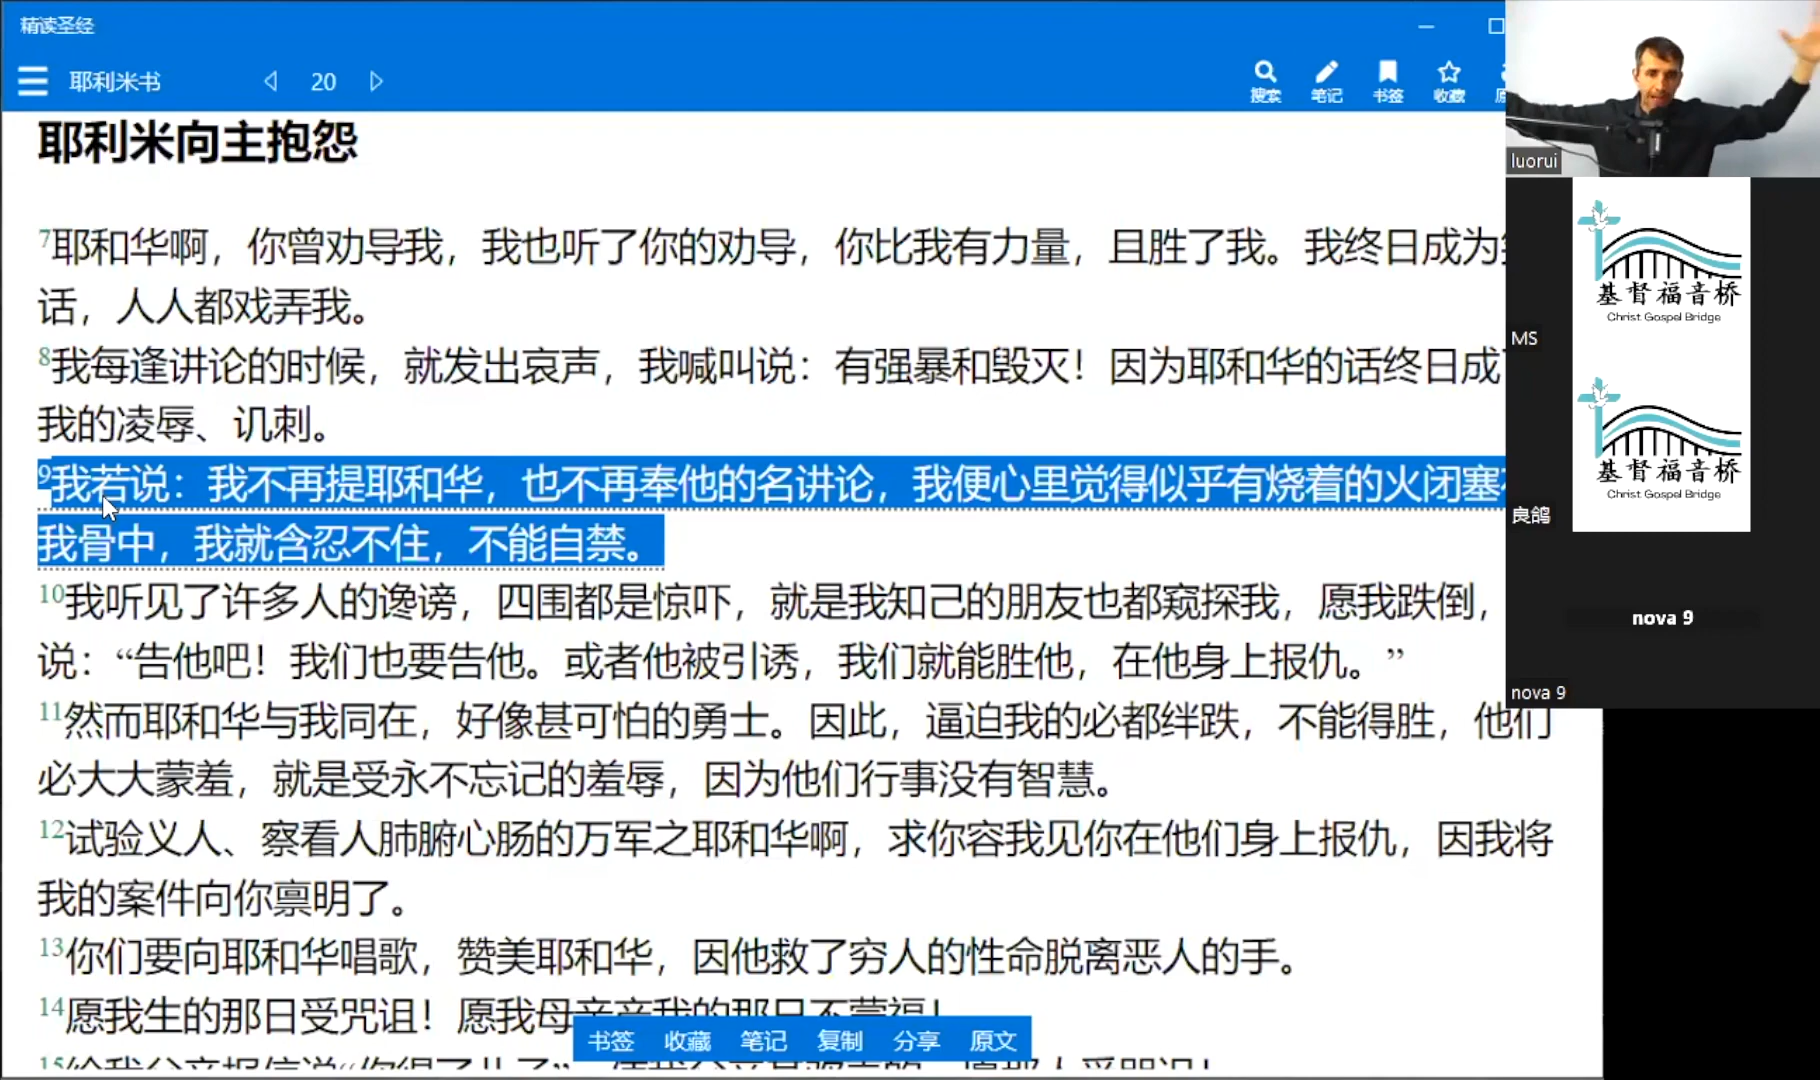 精读圣经
耶利米书
20
搜索
笔记
书签
收藏
耶利米向主抱怨
7耶和华啊，你曾劝导我，我也听了你的劝导，你比我有力量，且胜了我。我终日成为
话，人人都戏弄我。
8我每逢讲论的时候，就发出哀声，我喊叫说：有强暴和毁灭！因为耶和华的话终日成
我的凌辱、讥刺。
9我若说：我不再提耶和华，也不再奉他的名讲论，我便心里觉得似乎有烧着的火闭塞
我骨中，我就含忍不住，不能自禁。
10我听见了许多人的谗谤，四围都是惊吓，就是我知己的朋友也都窥探我，愿我跌倒，
说：“告他吧！我们也要告他。或者他被引诱，我们就能胜他，在他身上报仇。”
11然而耶和华与我同在，好像甚可怕的勇士。因此，逼迫我的必都绊跌，不能得胜，他们
必大大蒙羞，就是受永不忘记的羞辱，因为他们行事没有智慧。
12试验义人、察看人肺腑心肠的万军之耶和华啊，求你容我见你在他们身上报仇，因我将
我的案件向你禀明了。
13你们要向耶和华唱歌，赞美耶和华，因他救了穷人的性命脱离恶人的手。
14愿我生的那日受咒诅！愿我母亲产我的那日不蒙福！
书签 收藏 笔记 复制 分享 原文
luorui
基督福音桥
Christ Gospel Bridge
MS
基督福音桥
Christ Gospel Bridge
良鸽
nova 9
nova 9